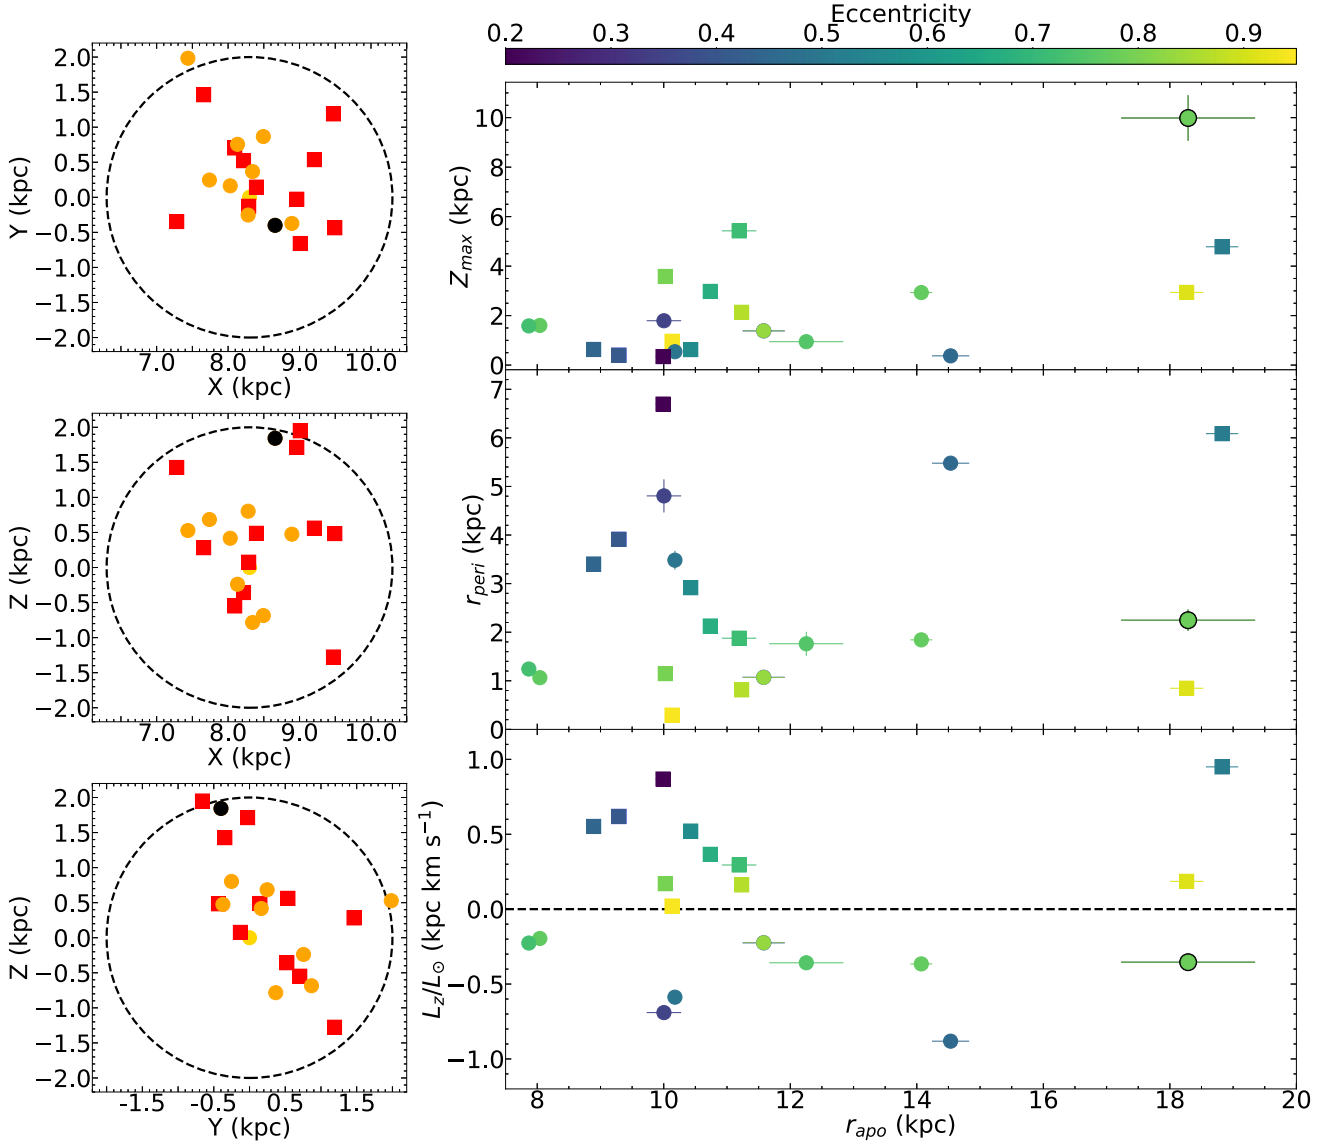 Eccentricity
0.2 0.3 0.4 0.5 0.6 0.7 0.8 0.9
2.0
1.5
1.0
0.5
0.0
−0.5
−1.0
−1.5
−2.0
Y (kpc)
7.0 8.0 9.0 10.0
X (kpc)
2.0
1.5
1.0
0.5
0.0
−0.5
−1.0
−1.5
−2.0
Z (kpc)
7.0 8.0 9.0 10.0
X (kpc)
2.0
1.5
1.0
0.5
0.0
−0.5
−1.0
−1.5
−2.0
Z (kpc)
-1.5 -0.5 0.5 1.5
Y (kpc)
10
8
6
4
2
0
Zmax (kpc)
7
6
5
4
3
2
1
0
rperi (kpc)
1.0
0.5
0.0
−0.5
−1.0
Lz/L⊙ (kpc km s⁻¹)
8 10 12 14 16 18 20
rapo (kpc)